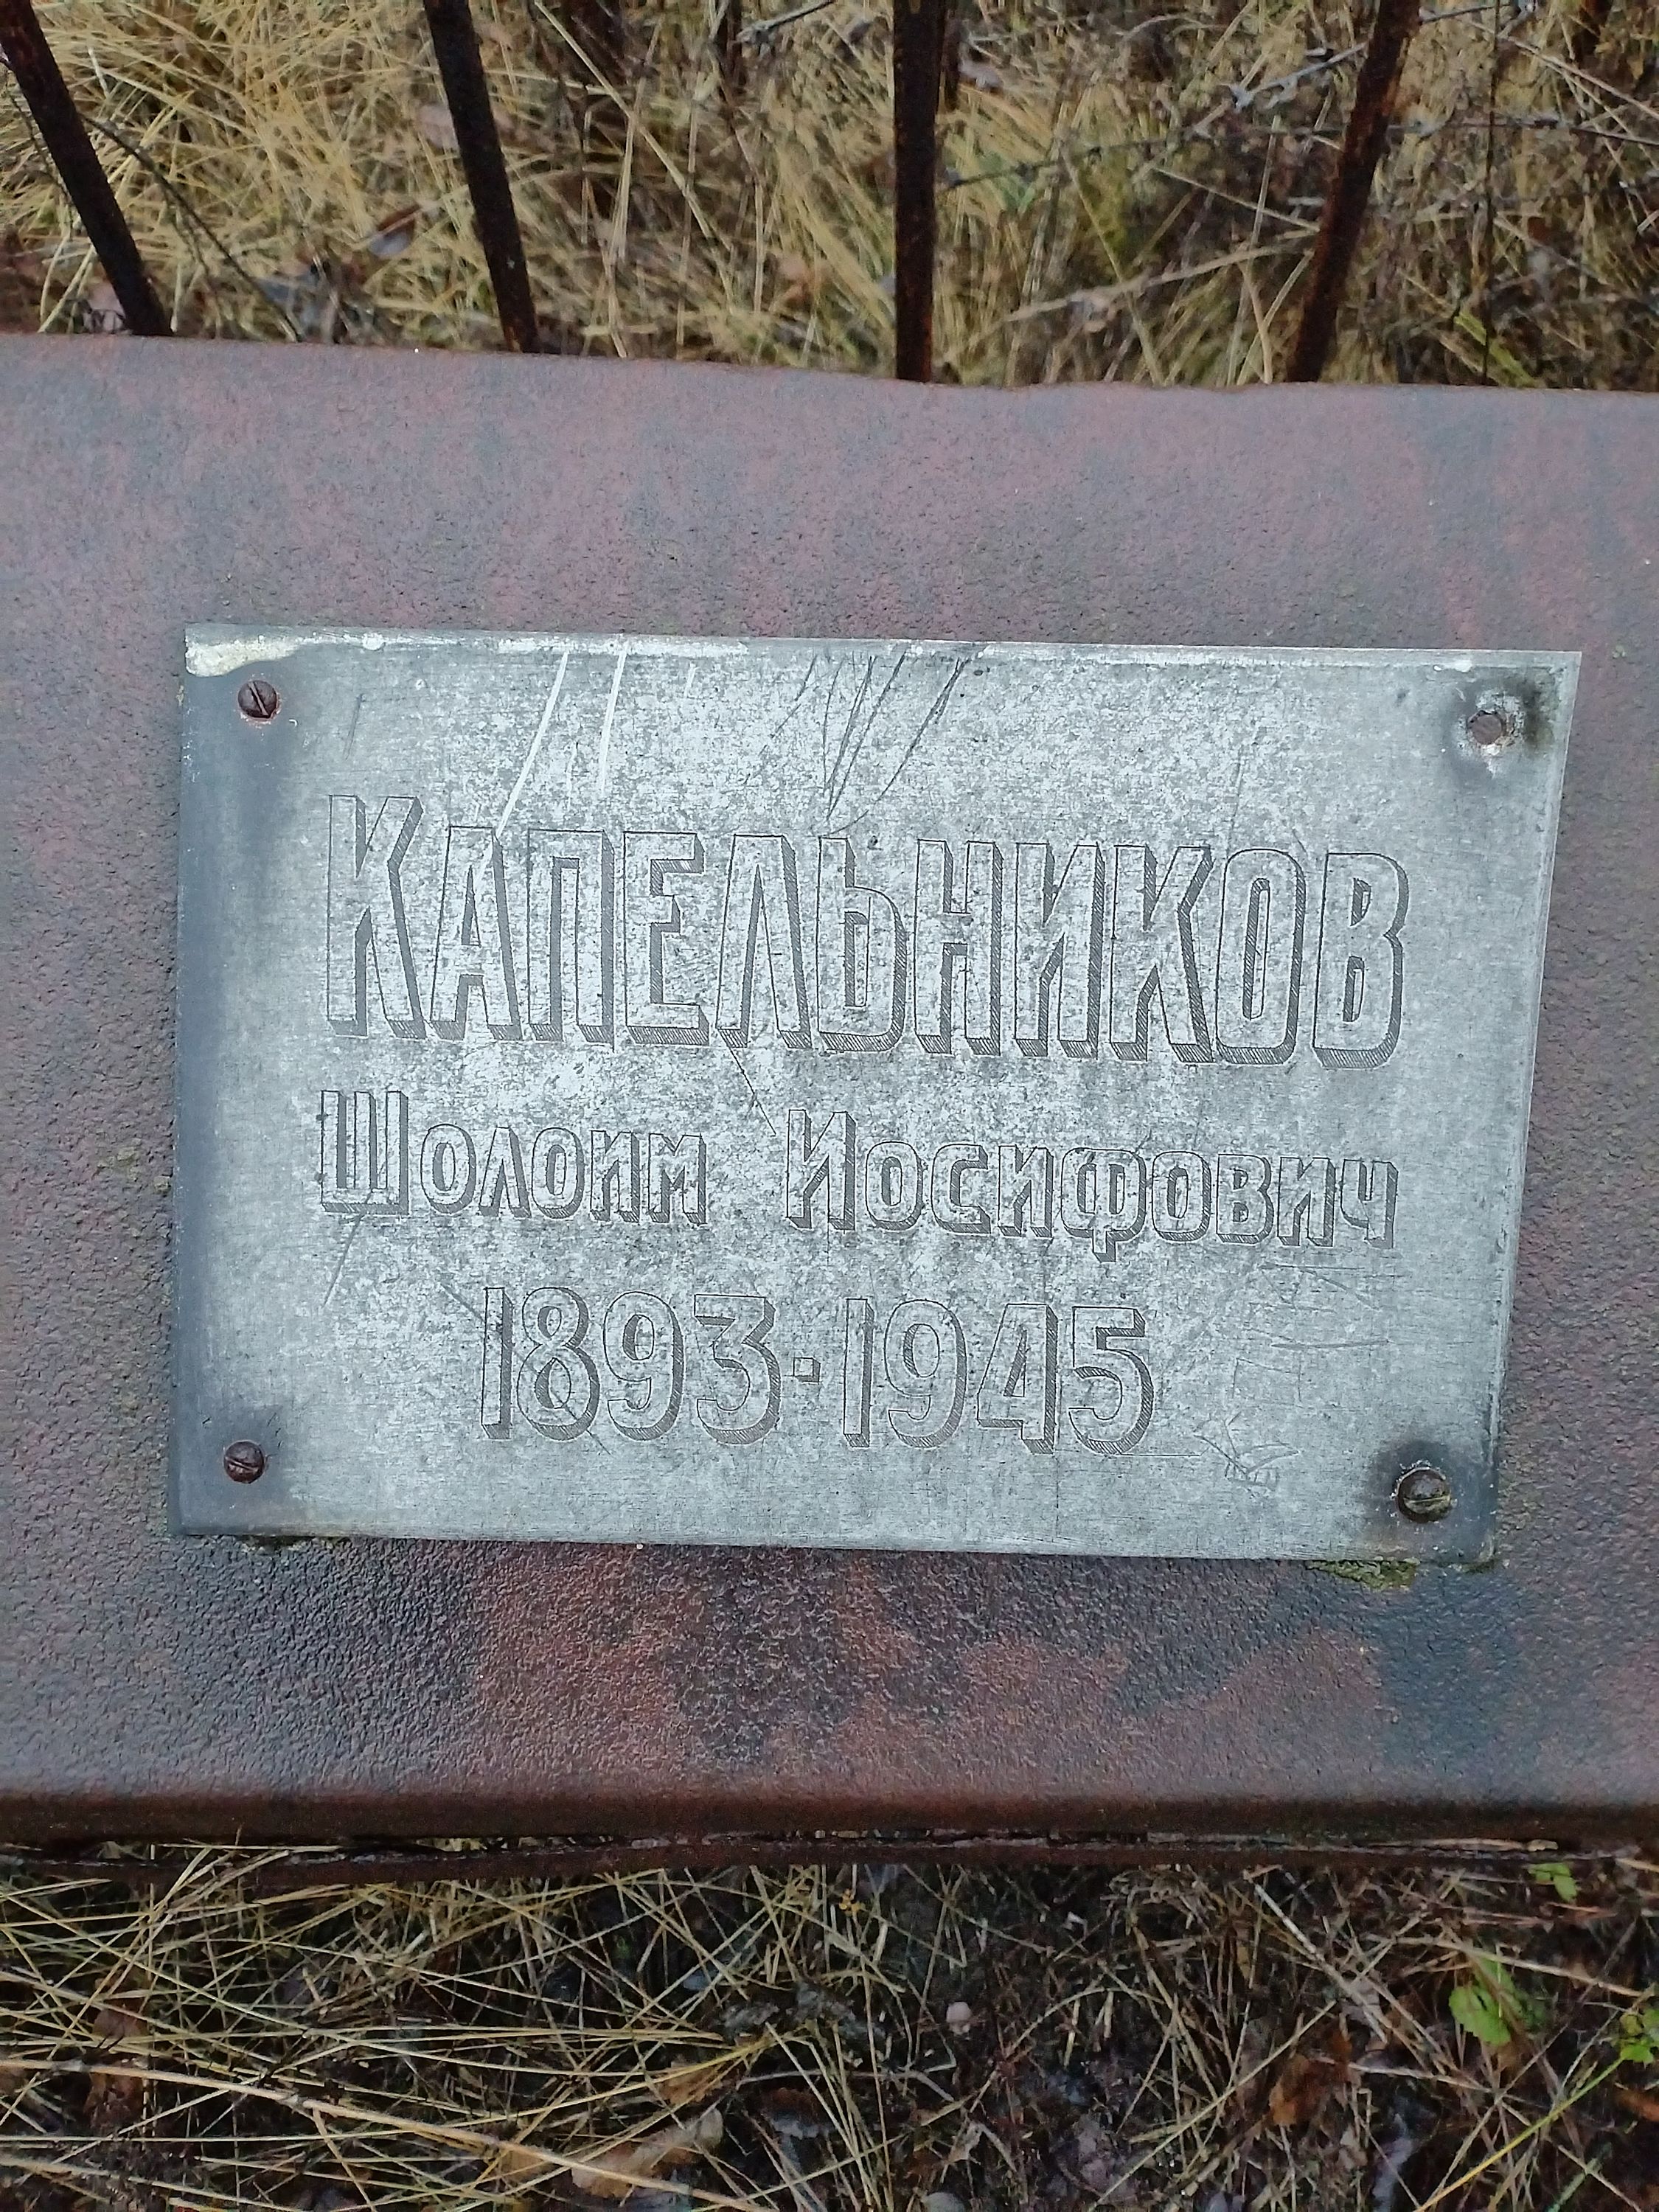 Капельников
Шолоим Иосифович
1893-1945